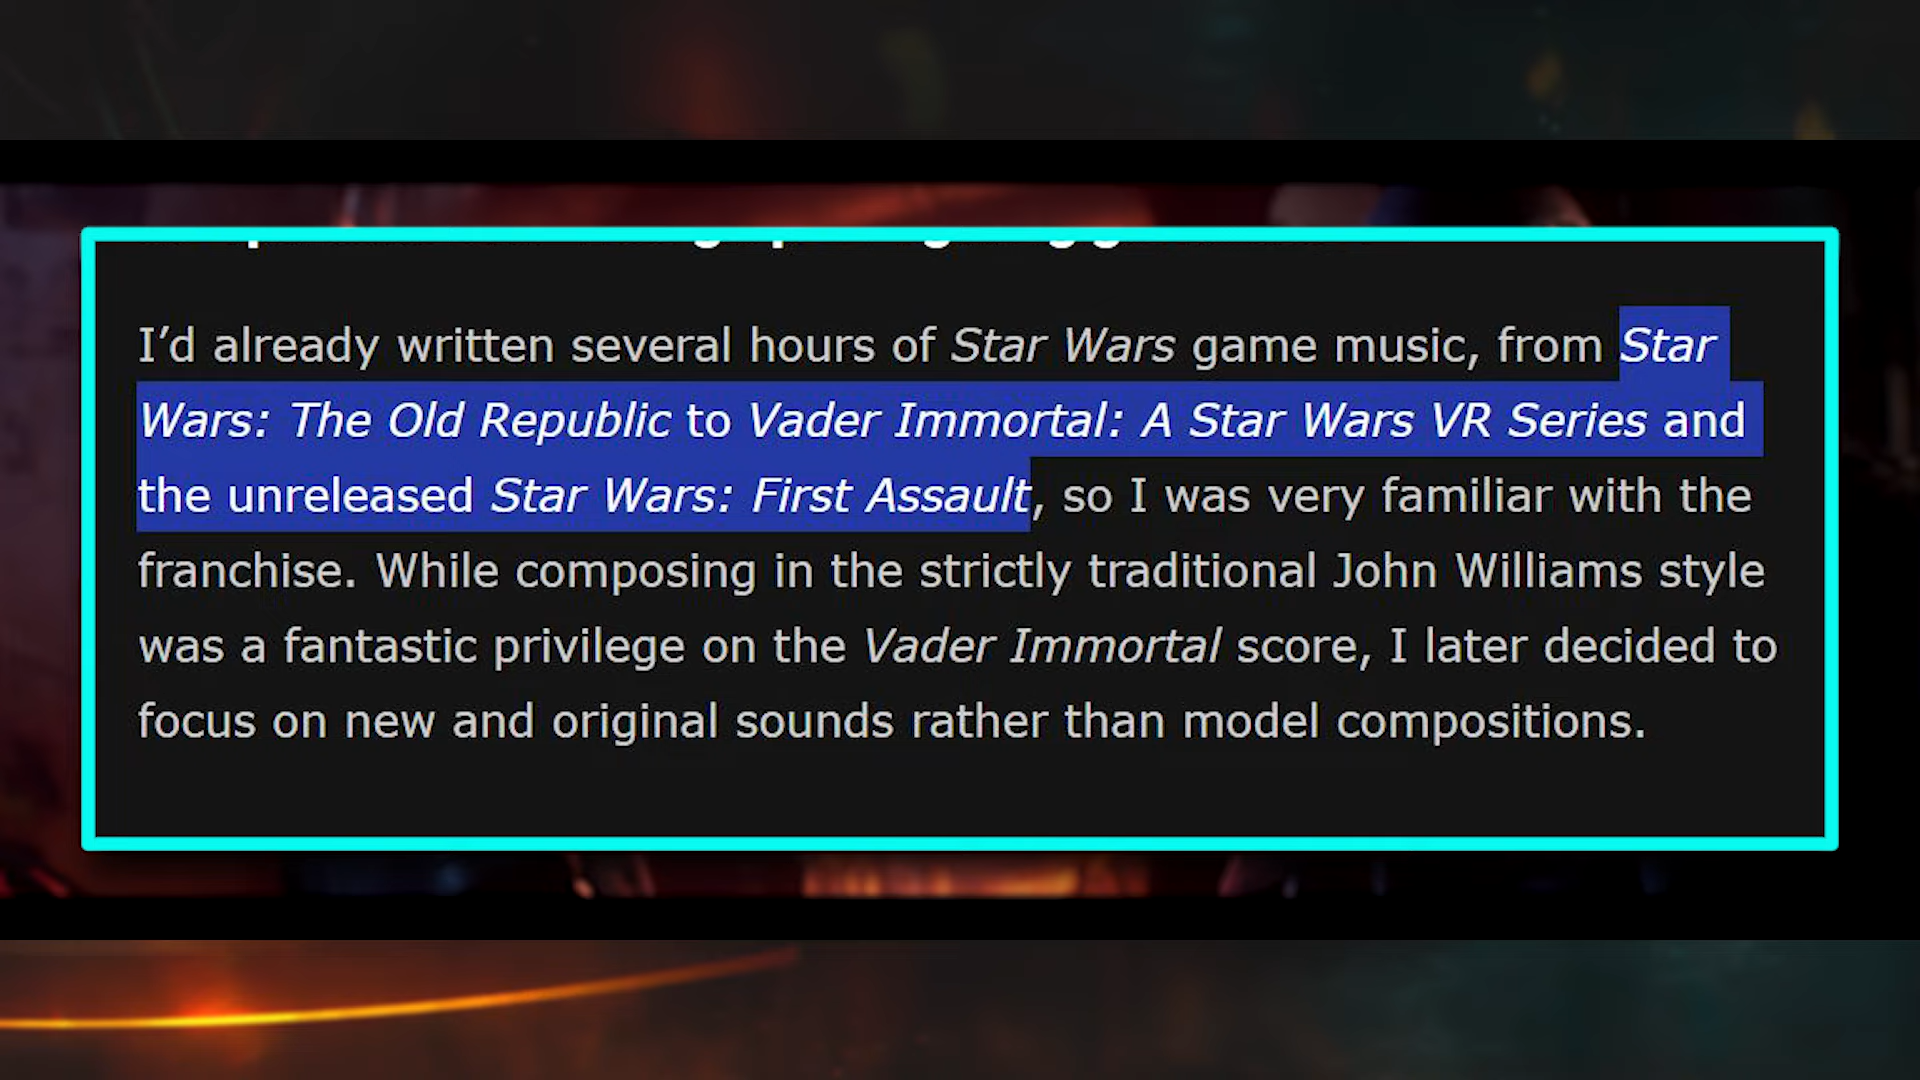 I’d already written several hours of Star Wars game music, from Star
Wars: The Old Republic to Vader Immortal: A Star Wars VR Series and
the unreleased Star Wars: First Assault, so I was very familiar with the
franchise. While composing in the strictly traditional John Williams style
was a fantastic privilege on the Vader Immortal score, I later decided to
focus on new and original sounds rather than model compositions.